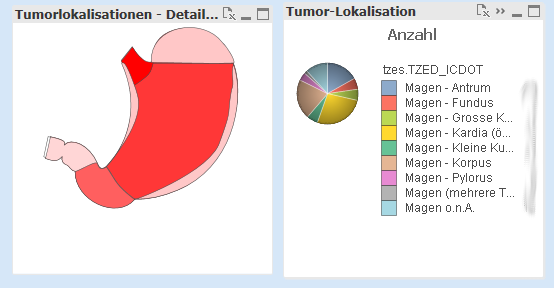 Tumorlokalisationen - Detail...
Tumor-Lokalisation
Anzahl
tzes.TZED_ICDOT
Magen - Antrum
Magen - Fundus
Magen - Grosse K...
Magen - Kardia (ö...
Magen - Kleine Ku...
Magen - Korpus
Magen - Pylorus
Magen (mehrere T...
Magen o.n.A.